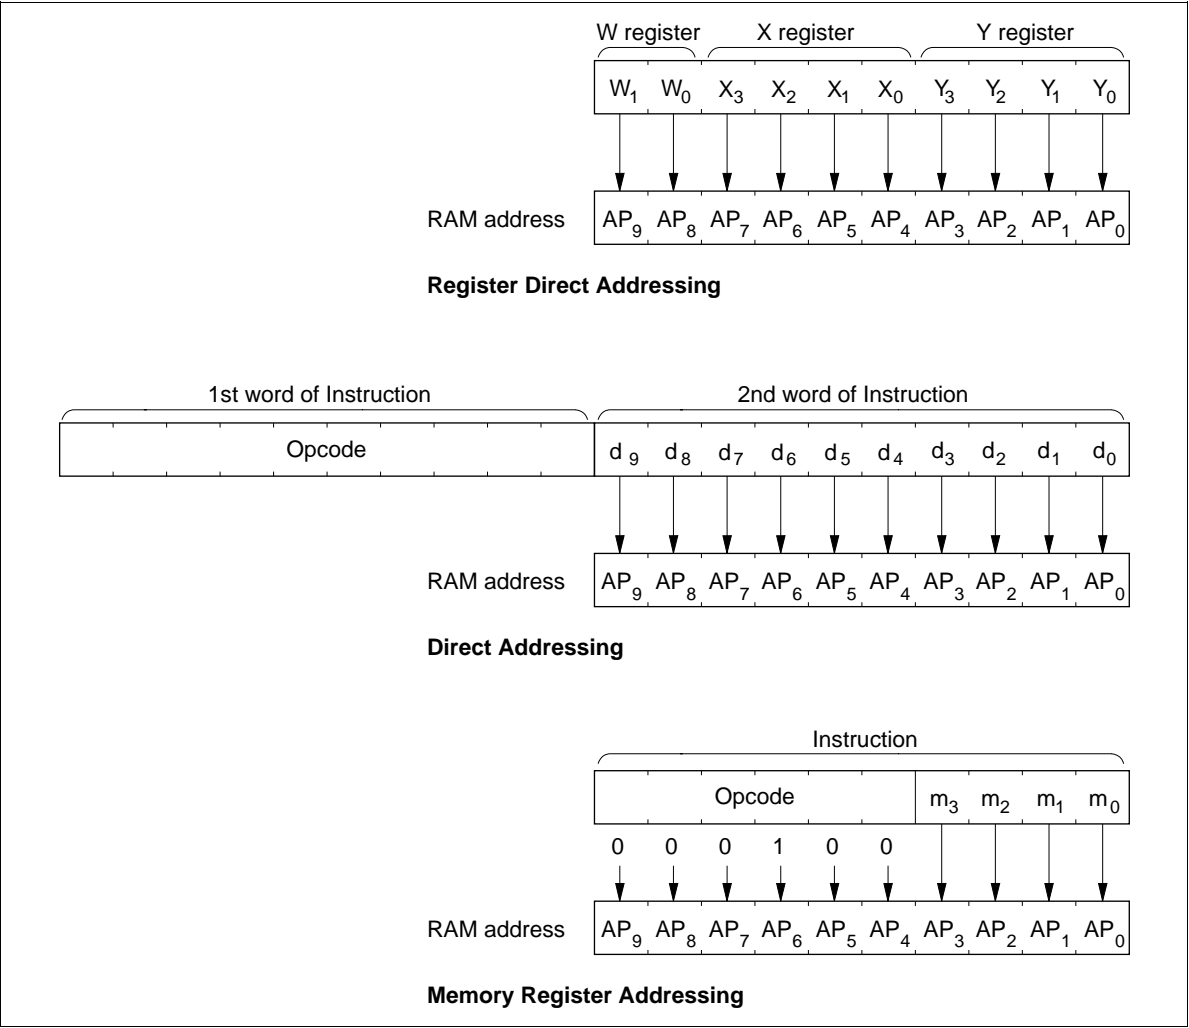 W register X register Y register
W1 W0 X3 X2 X1 X0 Y3 Y2 Y1 Y0
RAM address AP9 AP8 AP7 AP6 AP5 AP4 AP3 AP2 AP1 AP0
Register Direct Addressing
1st word of Instruction 2nd word of Instruction
Opcode d9 d8 d7 d6 d5 d4 d3 d2 d1 d0
RAM address AP9 AP8 AP7 AP6 AP5 AP4 AP3 AP2 AP1 AP0
Direct Addressing
Instruction
Opcode m3 m2 m1 m0
0 0 0 1 0 0
RAM address AP9 AP8 AP7 AP6 AP5 AP4 AP3 AP2 AP1 AP0
Memory Register Addressing